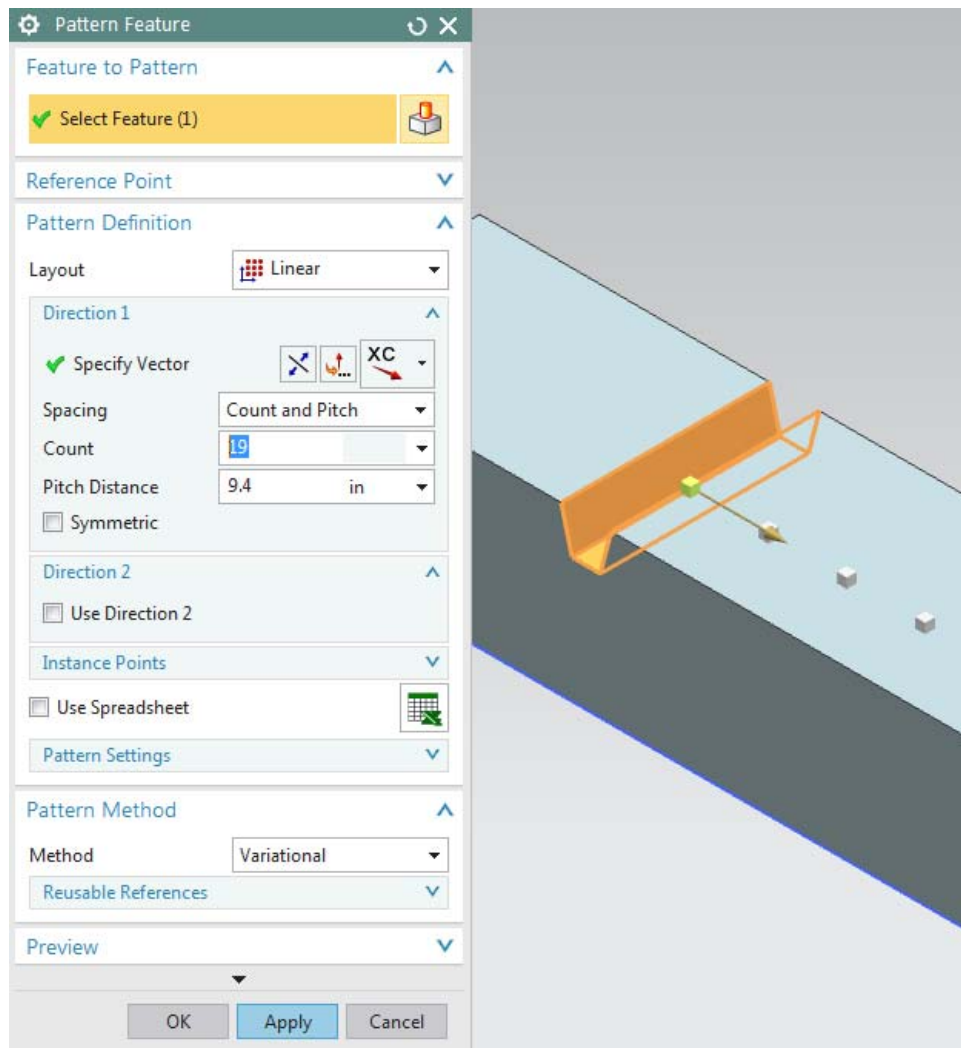 Pattern Feature
Feature to Pattern
Select Feature (1)
Reference Point
Pattern Definition
Layout Linear
Direction 1
Specify Vector XC
Spacing Count and Pitch
Count 19
Pitch Distance 9.4 in
Symmetric
Direction 2
Use Direction 2
Instance Points
Use Spreadsheet
Pattern Settings
Pattern Method
Method Variational
Reusable References
Preview
OK Apply Cancel